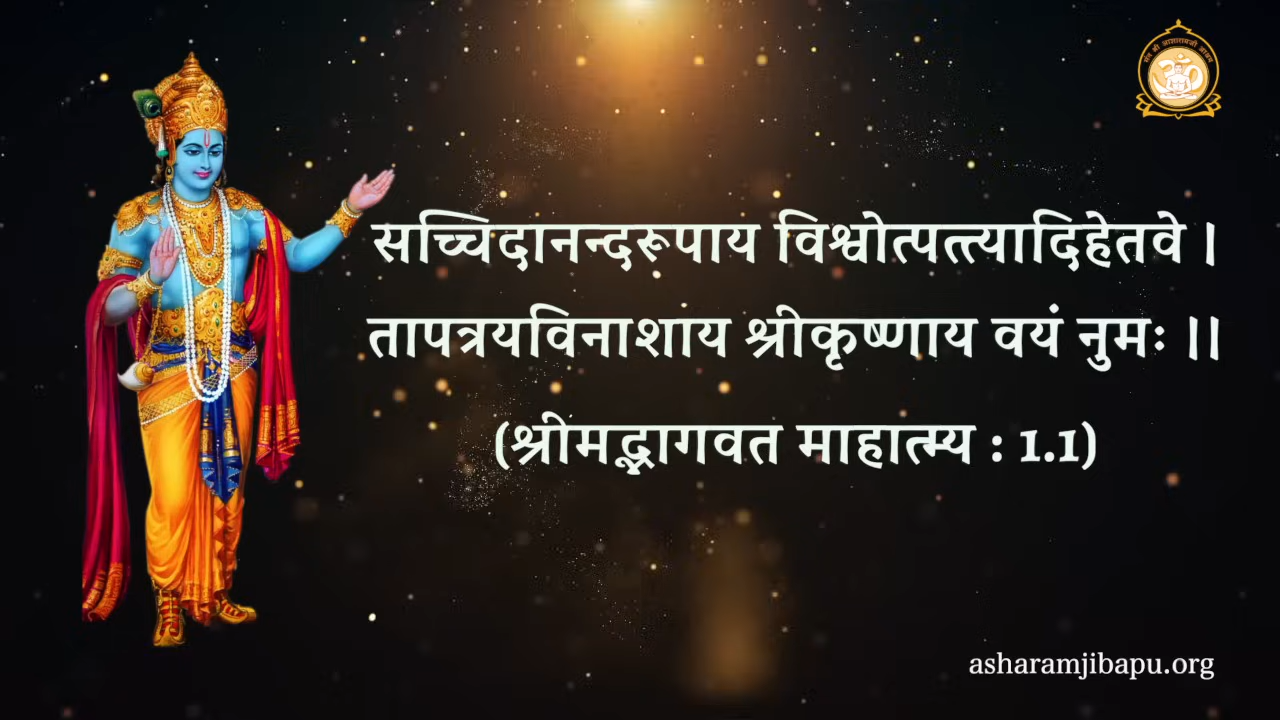 सच्चिदानन्दरूपाय विश्वोत्पत्त्यादिहेतवे ।
तापत्रयविनाशाय श्रीकृष्णाय वयं नुमः ।।
(श्रीमद्भागवत माहात्म्य : 1.1)
asharamjibapu.org